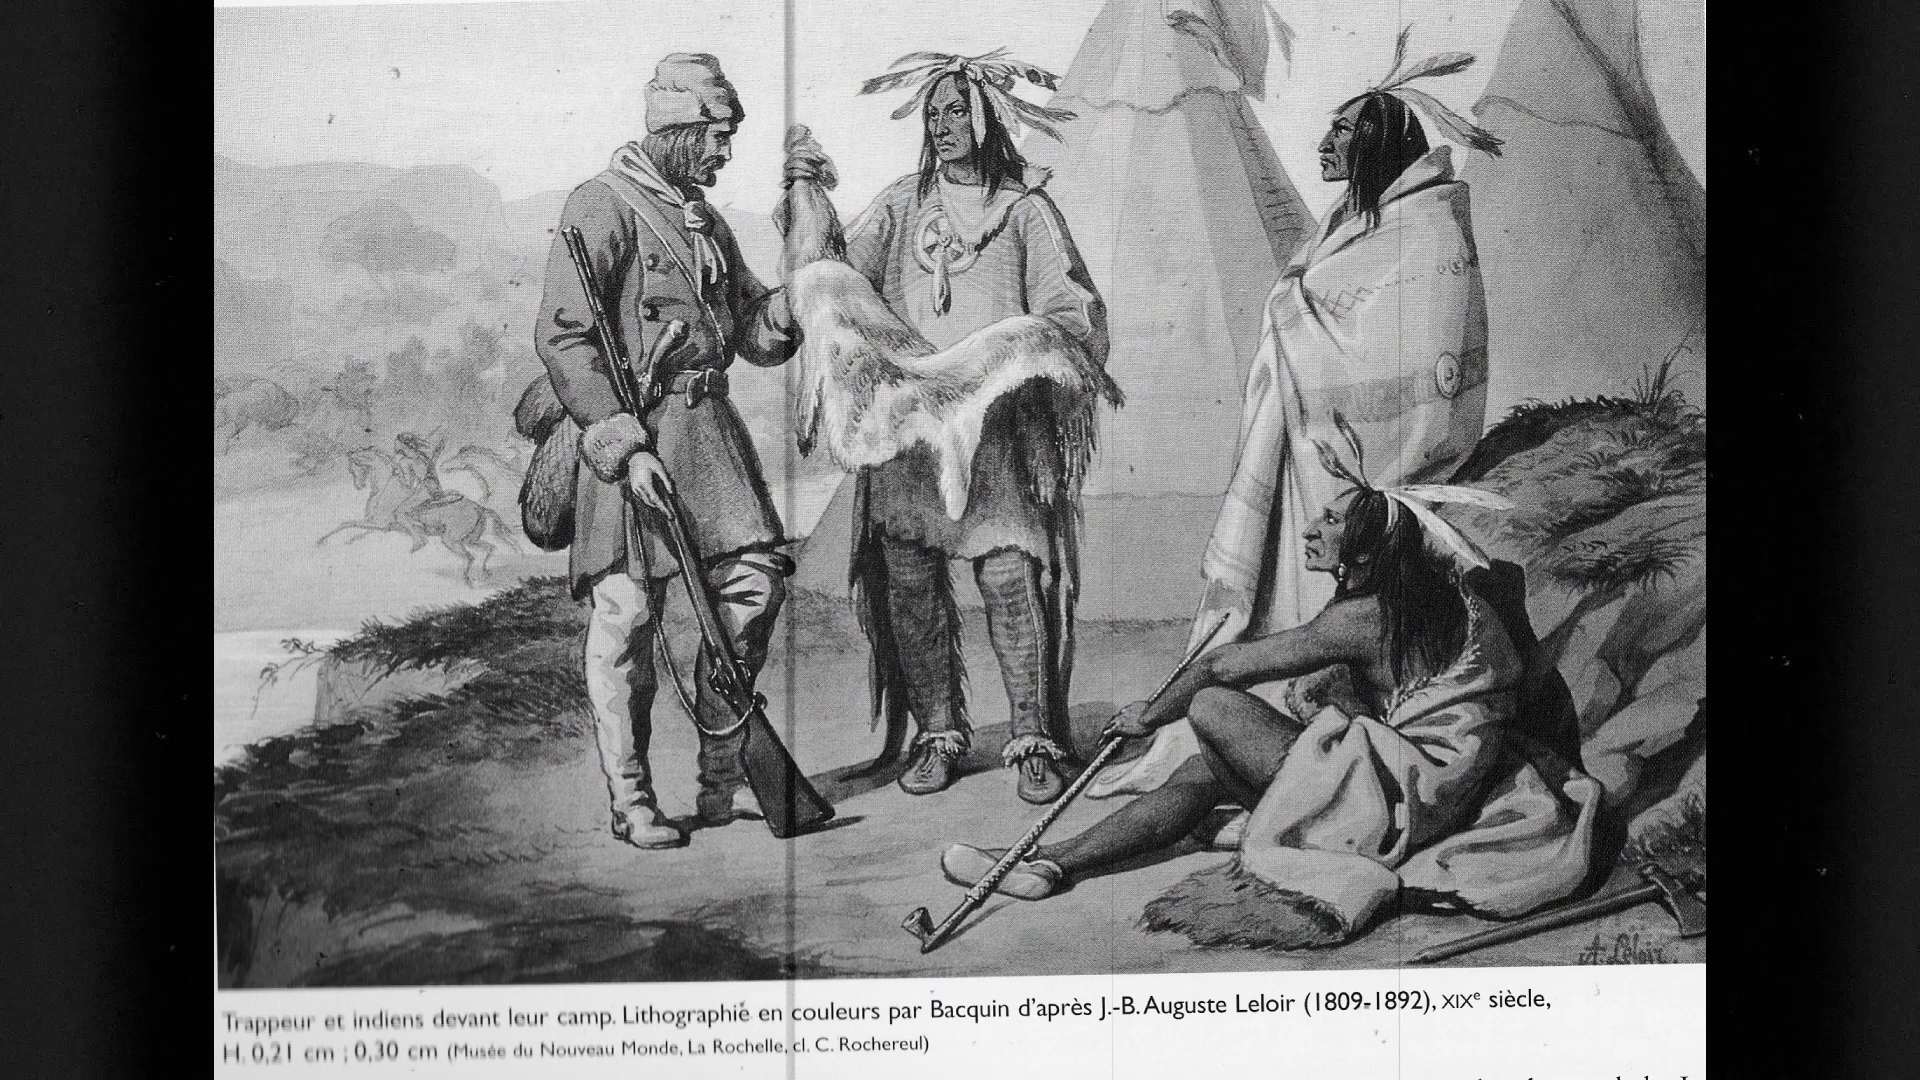 A. Leloir.
Trappeur et indiens devant leur camp. Lithographie en couleurs par Bacquin d'après J.-B. Auguste Leloir (1809-1892), XIXe siècle,
H. 0,21 cm ; 0,30 cm (Musée du Nouveau Monde, La Rochelle, cl. C. Rochereul)